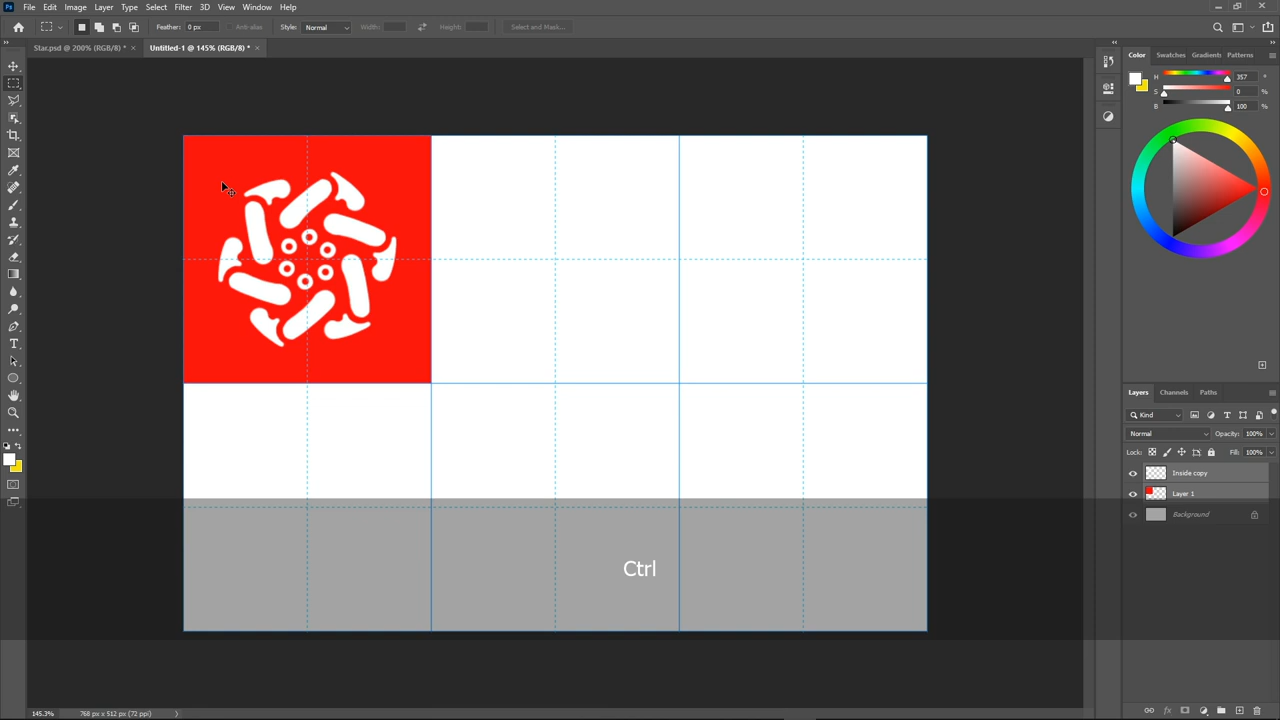 Ps File Edit Image Layer Type Select Filter 3D View Window Help
Feather: 0 px Anti-alias Style: Normal Width: Height: Select and Mask...
Star.psd @ 200% (RGB/8) * × Untitled-1 @ 145% (RGB/8) * ×
Color Swatches Gradients Patterns
H 357 °
S 0 %
B 100 %
Layers Channels Paths
Kind
Normal Opacity: 100%
Lock: Fill: 100%
Inside copy
Layer 1
Background
Ctrl
145.3% 768 px x 512 px (72 ppi)